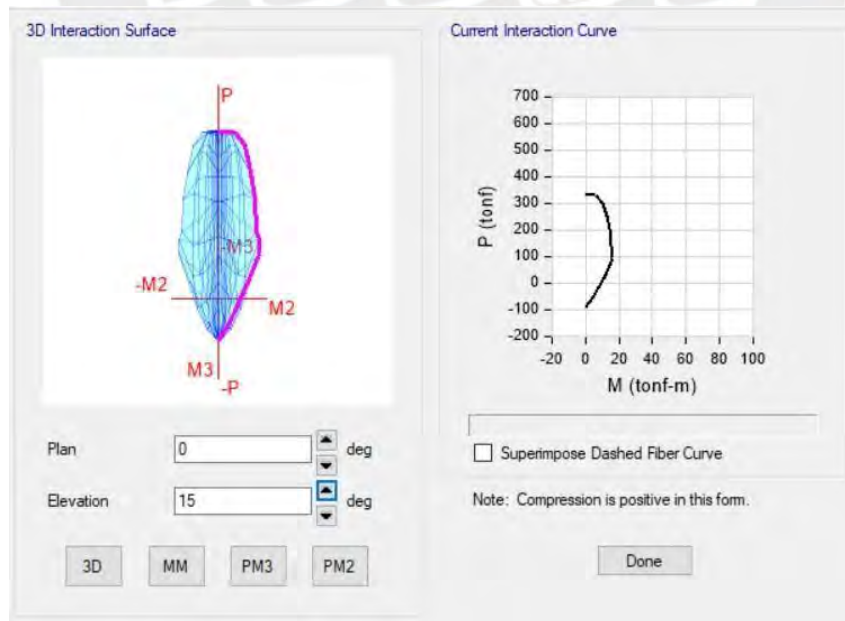 3D Interaction Surface
P
-M3
-M2
M2
M3
-P
Plan
0
deg
Elevation
15
deg
3D
MM
PM3
PM2
Current Interaction Curve
700
600
500
400
300
200
100
0
-100
-200
P (tonf)
-20 0 20 40 60 80 100
M (tonf-m)
Superimpose Dashed Fiber Curve
Note: Compression is positive in this form.
Done